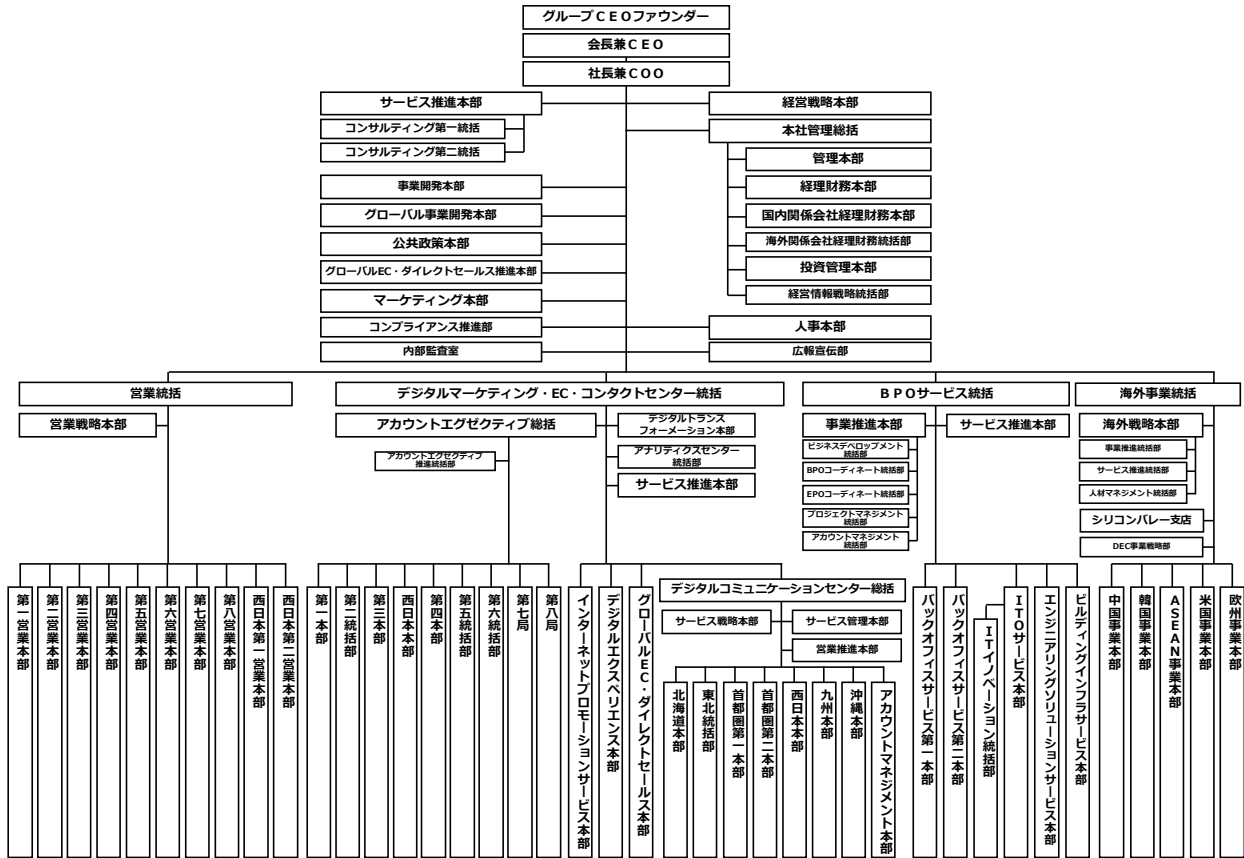 グループＣＥＯファウンダー
会長兼ＣＥＯ
社長兼ＣＯＯ
サービス推進本部
経営戦略本部
コンサルティング第一統括
コンサルティング第二統括
本社管理総括
管理本部
経理財務本部
国内関係会社経理財務本部
海外関係会社経理財務統括部
投資管理本部
経営情報戦略統括部
事業開発本部
グローバル事業開発本部
公共政策本部
グローバルEC・ダイレクトセールス推進本部
マーケティング本部
コンプライアンス推進部
人事本部
内部監査室
広報宣伝部
営業統括
デジタルマーケティング・EC・コンタクトセンター統括
ＢＰＯサービス統括
海外事業統括
営業戦略本部
アカウントエグゼクティブ総括
デジタルトランス
フォーメーション本部
アカウントエグゼクティブ
推進統括部
アナリティクスセンター
統括部
サービス推進本部
事業推進本部
サービス推進本部
ビジネスデベロップメント
統括部
BPOコーディネート統括部
EPOコーディネート統括部
プロジェクトマネジメント
統括部
アカウントマネジメント
統括部
海外戦略本部
事業推進統括部
サービス推進統括部
人材マネジメント統括部
シリコンバレー支店
DEC事業戦略部
第一営業本部
第二営業本部
第三営業本部
第四営業本部
第五営業本部
第六営業本部
第七営業本部
第八営業本部
西日本第一営業本部
西日本第二営業本部
第一本部
第二統括部
第三本部
西日本本部
第四本部
第五統括部
第六統括部
第七局
第八局
インターネットプロモーションサービス本部
デジタルエクスペリエンス本部
グローバルEC・ダイレクトセールス本部
デジタルコミュニケーションセンター総括
サービス戦略本部
サービス管理本部
営業推進本部
北海道本部
東北統括部
首都圏第一本部
首都圏第二本部
西日本本部
九州本部
沖縄本部
アカウントマネジメント本部
バックオフィスサービス第一本部
バックオフィスサービス第二本部
ＩＴイノベーション統括部
ＩＴＯサービス本部
エンジニアリングソリューションサービス本部
ビルディングインフラサービス本部
中国事業本部
韓国事業本部
ＡＳＥＡＮ事業本部
米国事業本部
欧州事業本部